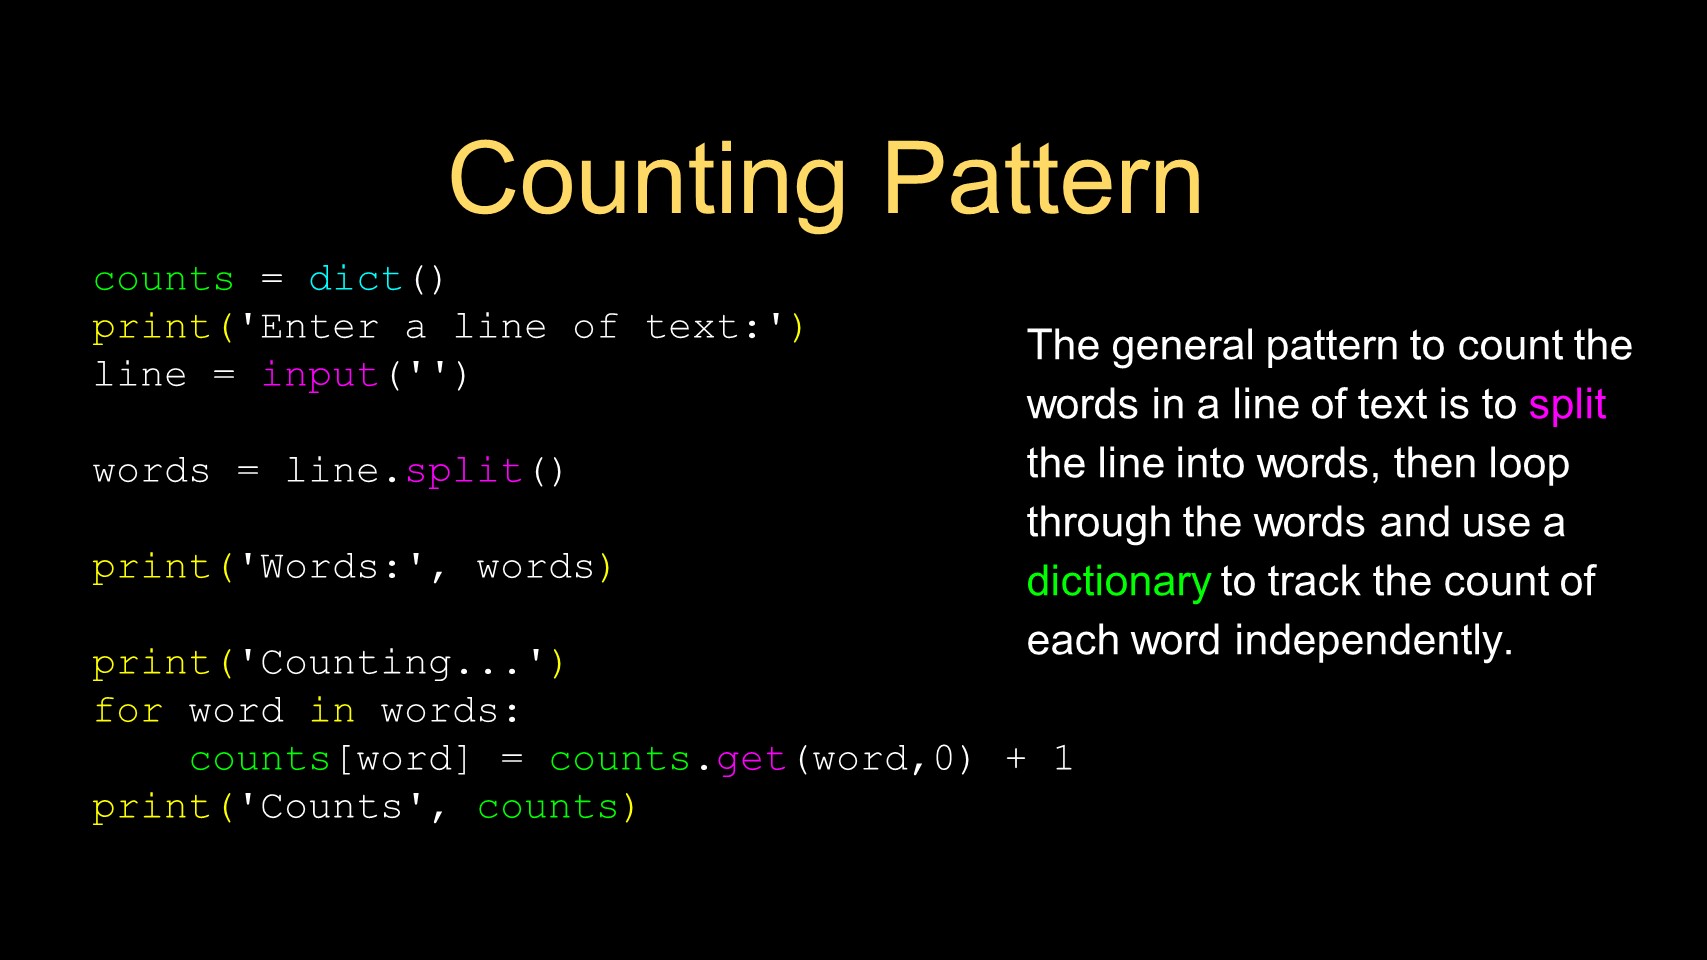 Counting Pattern
counts = dict()
print('Enter a line of text:')
line = input('')
words = line.split()
print('Words:', words)
print('Counting...')
for word in words:
    counts[word] = counts.get(word,0) + 1
print('Counts', counts)
The general pattern to count the
words in a line of text is to split
the line into words, then loop
through the words and use a
dictionary to track the count of
each word independently.